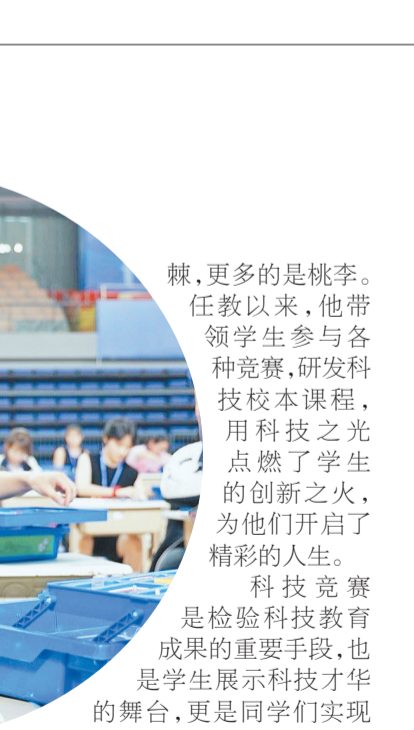 棘，更多的是桃李。
任教以来，他带
领学生参与各
种竞赛，研发科
技校本课程，
用科技之光
点燃了学生
的创新之火，
为他们开启了
精彩的人生。
科技竞赛
是检验科技教育
成果的重要手段，也
是学生展示科技才华
的舞台，更是同学们实现